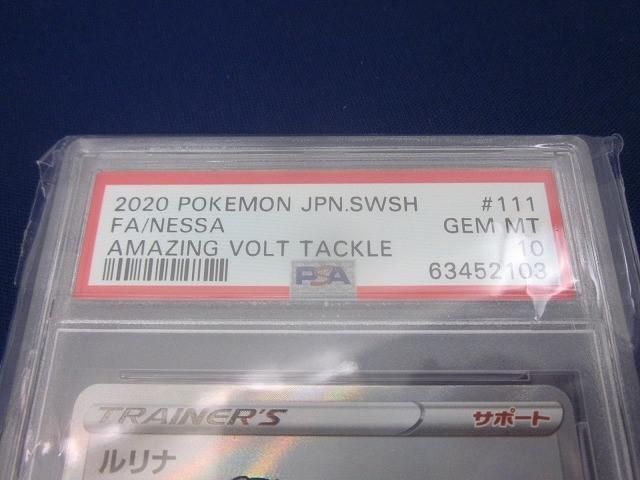 2020 POKEMON JPN.SWSH #111
FA/NESSA GEM MT
AMAZING VOLT TACKLE 10
PSA 63452103
TRAINER'S サポート
ルリナ